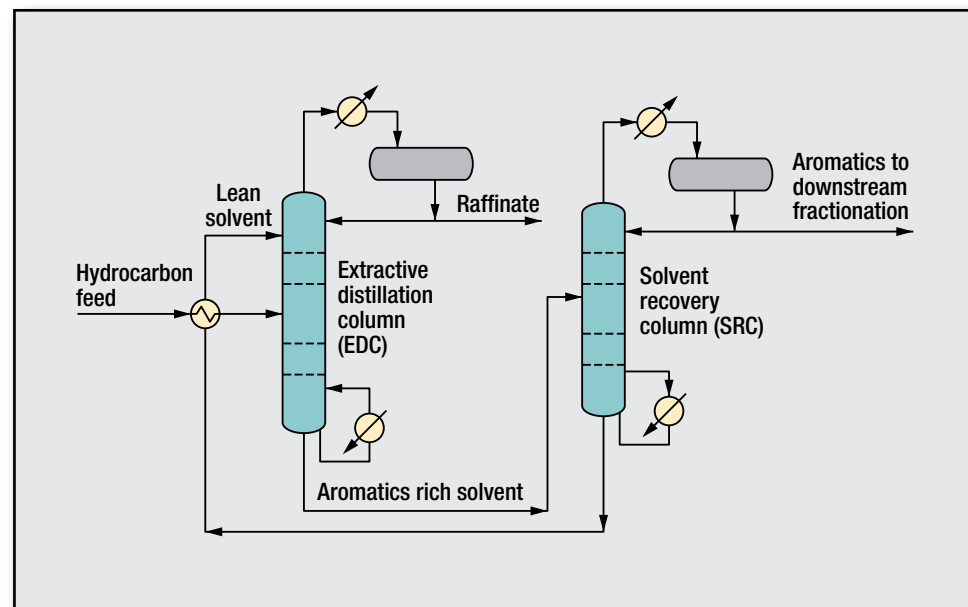 Lean
solvent
Hydrocarbon
feed
Raffinate
Extractive
distillation
column
(EDC)
Aromatics rich solvent
Solvent
recovery
column (SRC)
Aromatics to
downstream
fractionation